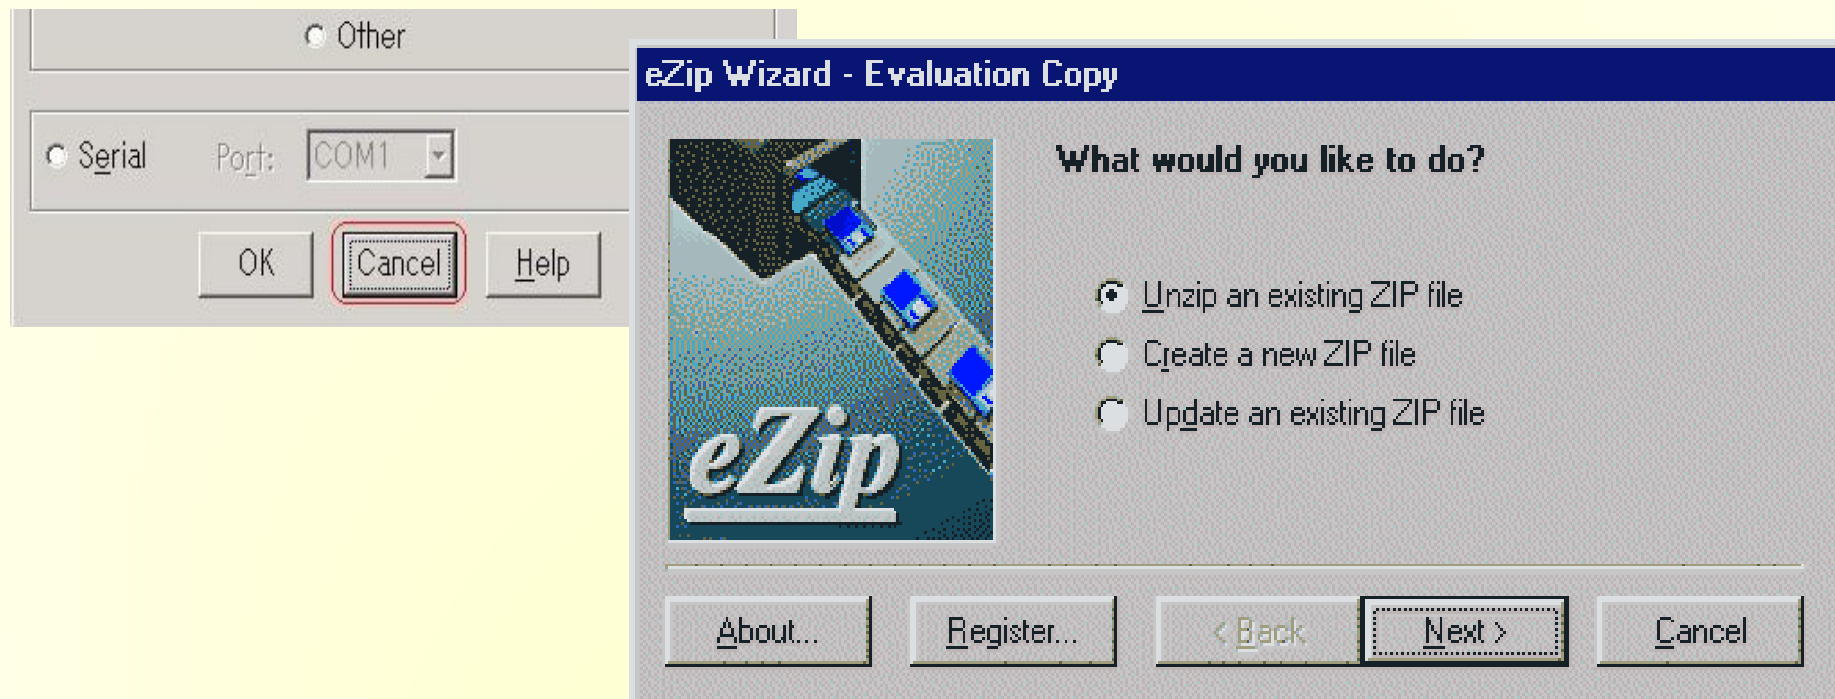 Other
Serial Port: COM1
OK Cancel Help
eZip Wizard - Evaluation Copy
What would you like to do?
Unzip an existing ZIP file
Create a new ZIP file
Update an existing ZIP file
eZip
About... Register... < Back Next > Cancel